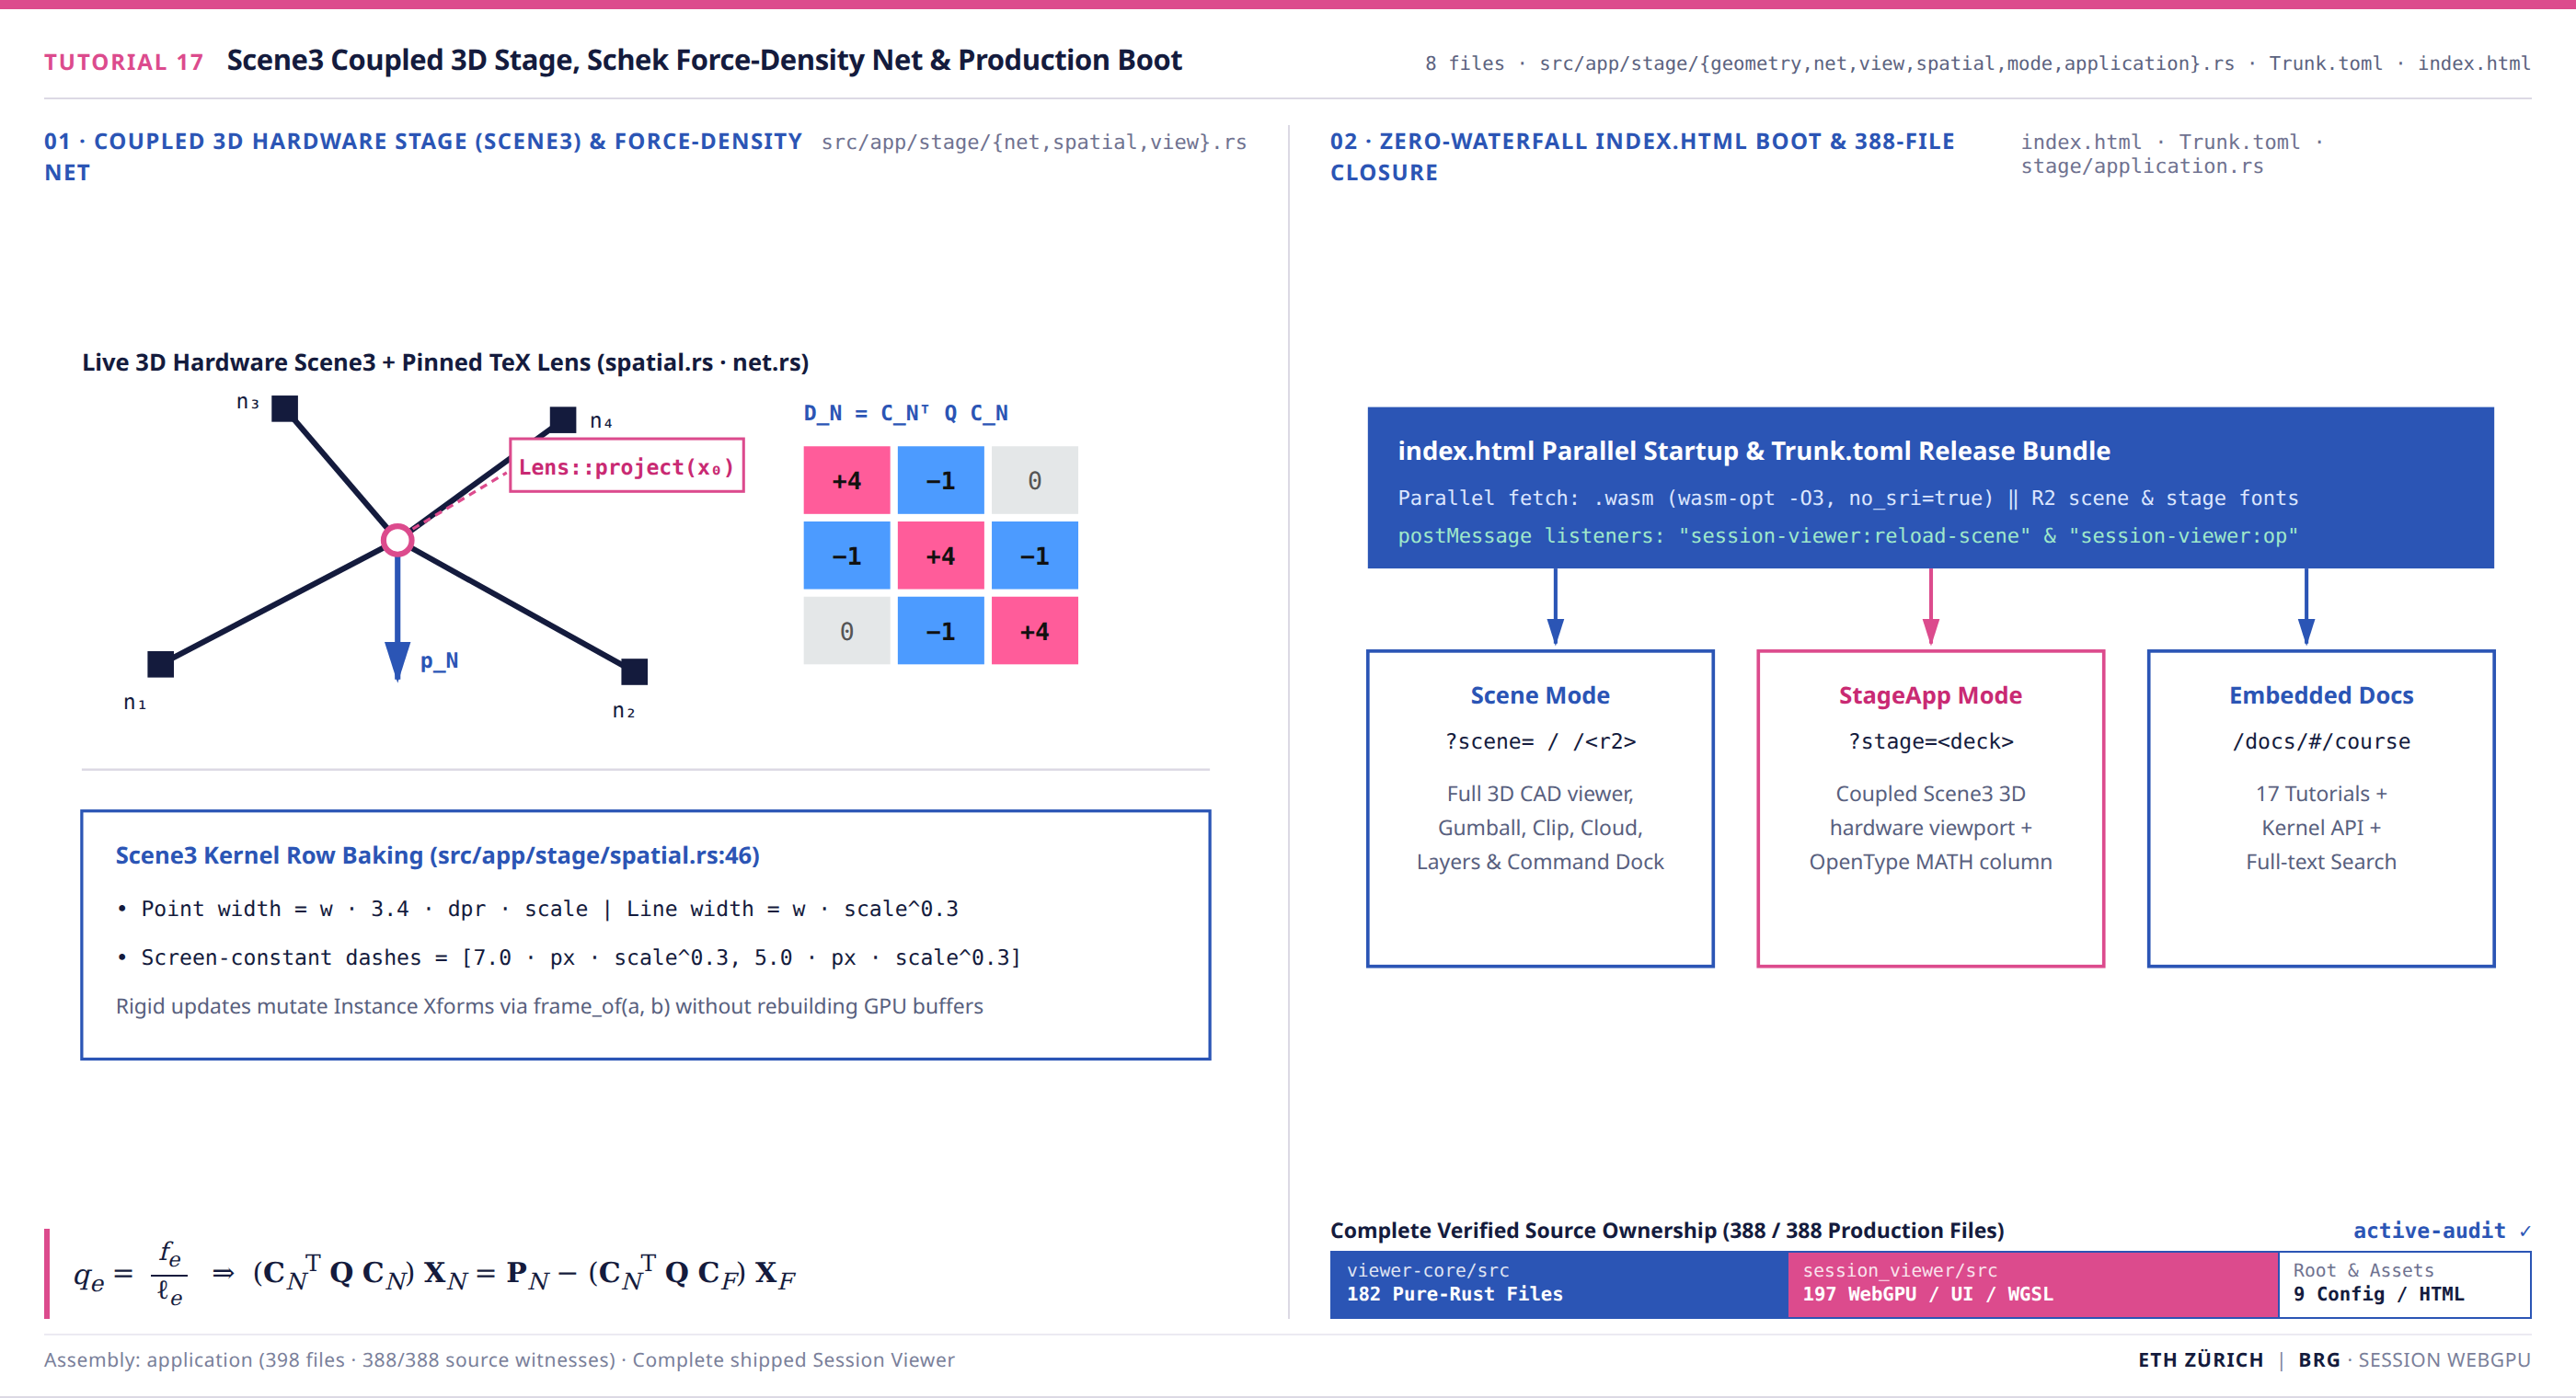 TUTORIAL 17 Scene3 Coupled 3D Stage, Schek Force-Density Net & Production Boot
8 files · src/app/stage/{geometry,net,view,spatial,mode,application}.rs · Trunk.toml · index.html
01 · COUPLED 3D HARDWARE STAGE (SCENE3) & FORCE-DENSITY
NET
src/app/stage/{net,spatial,view}.rs
Live 3D Hardware Scene3 + Pinned TeX Lens (spatial.rs · net.rs)
n₃
n₄
Lens::project(x₀)
p_N
n₁
n₂
D_N = C_Nᵀ Q C_N
+4 −1 0
−1 +4 −1
0 −1 +4
Scene3 Kernel Row Baking (src/app/stage/spatial.rs:46)
• Point width = w · 3.4 · dpr · scale | Line width = w · scale^0.3
• Screen-constant dashes = [7.0 · px · scale^0.3, 5.0 · px · scale^0.3]
Rigid updates mutate Instance Xforms via frame_of(a, b) without rebuilding GPU buffers
q_e = f_e / ℓ_e ⇒ (C_N^T Q C_N) X_N = P_N − (C_N^T Q C_F) X_F
02 · ZERO-WATERFALL INDEX.HTML BOOT & 388-FILE
CLOSURE
index.html · Trunk.toml ·
stage/application.rs
index.html Parallel Startup & Trunk.toml Release Bundle
Parallel fetch: .wasm (wasm-opt -O3, no_sri=true) ‖ R2 scene & stage fonts
postMessage listeners: "session-viewer:reload-scene" & "session-viewer:op"
Scene Mode
?scene= / /<r2>
Full 3D CAD viewer,
Gumball, Clip, Cloud,
Layers & Command Dock
StageApp Mode
?stage=<deck>
Coupled Scene3 3D
hardware viewport +
OpenType MATH column
Embedded Docs
/docs/#/course
17 Tutorials +
Kernel API +
Full-text Search
Complete Verified Source Ownership (388 / 388 Production Files)
active-audit ✓
viewer-core/src
182 Pure-Rust Files
session_viewer/src
197 WebGPU / UI / WGSL
Root & Assets
9 Config / HTML
Assembly: application (398 files · 388/388 source witnesses) · Complete shipped Session Viewer
ETH ZÜRICH | BRG · SESSION WEBGPU